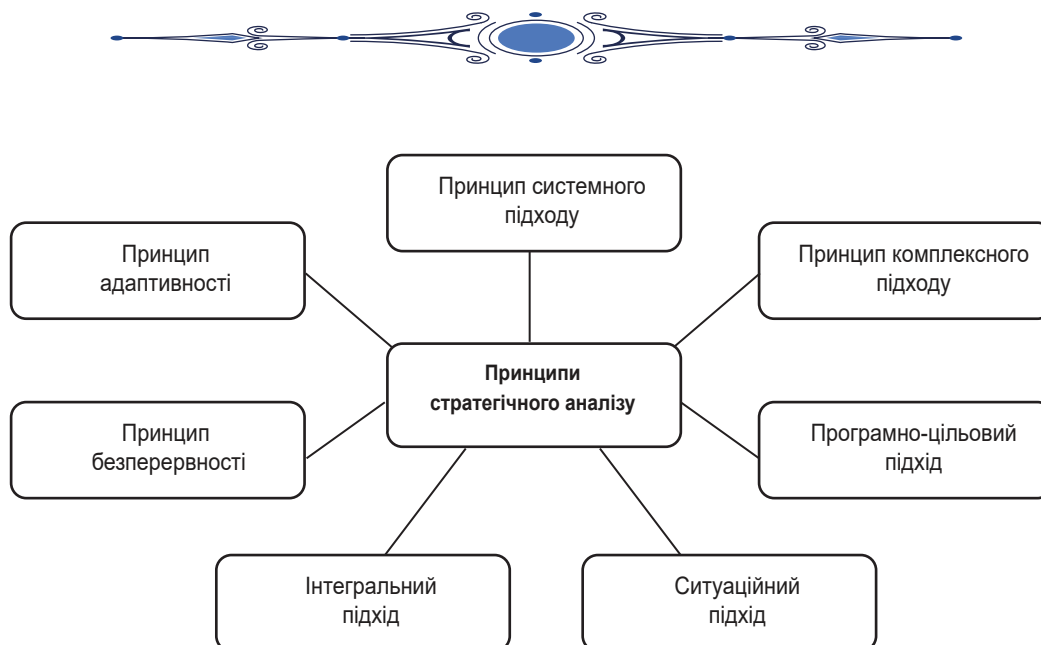 Принцип системного
підходу
Принцип
адаптивності
Принцип комплексного
підходу
Принципи
стратегічного аналізу
Принцип
безперервності
Програмно-цільовий
підхід
Інтегральний
підхід
Ситуаційний
підхід